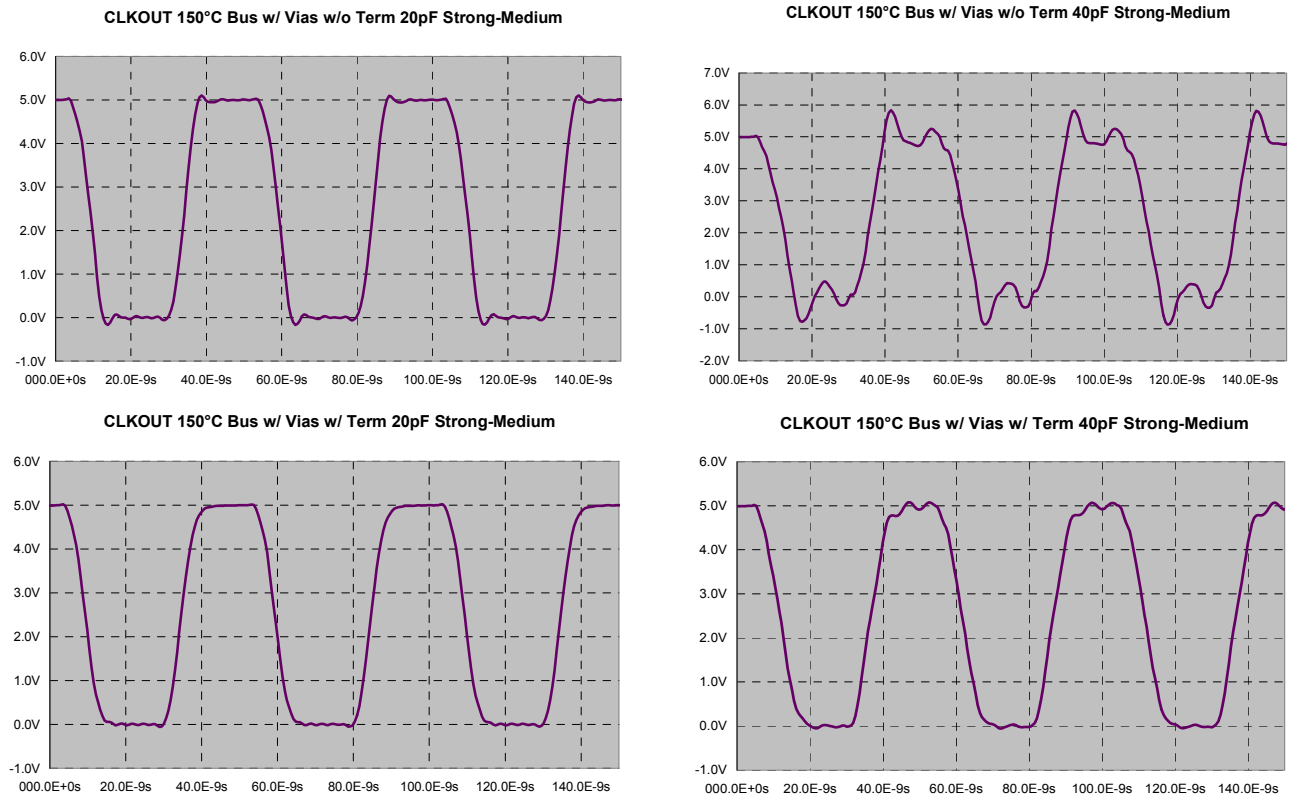 CLKOUT 150°C Bus w/ Vias w/o Term 20pF Strong-Medium
6.0V
5.0V
4.0V
3.0V
2.0V
1.0V
0.0V
-1.0V
000.0E+0s 20.0E-9s 40.0E-9s 60.0E-9s 80.0E-9s 100.0E-9s 120.0E-9s 140.0E-9s
CLKOUT 150°C Bus w/ Vias w/o Term 40pF Strong-Medium
7.0V
6.0V
5.0V
4.0V
3.0V
2.0V
1.0V
0.0V
-1.0V
-2.0V
000.0E+0s 20.0E-9s 40.0E-9s 60.0E-9s 80.0E-9s 100.0E-9s 120.0E-9s 140.0E-9s
CLKOUT 150°C Bus w/ Vias w/ Term 20pF Strong-Medium
6.0V
5.0V
4.0V
3.0V
2.0V
1.0V
0.0V
-1.0V
000.0E+0s 20.0E-9s 40.0E-9s 60.0E-9s 80.0E-9s 100.0E-9s 120.0E-9s 140.0E-9s
CLKOUT 150°C Bus w/ Vias w/ Term 40pF Strong-Medium
6.0V
5.0V
4.0V
3.0V
2.0V
1.0V
0.0V
-1.0V
000.0E+0s 20.0E-9s 40.0E-9s 60.0E-9s 80.0E-9s 100.0E-9s 120.0E-9s 140.0E-9s